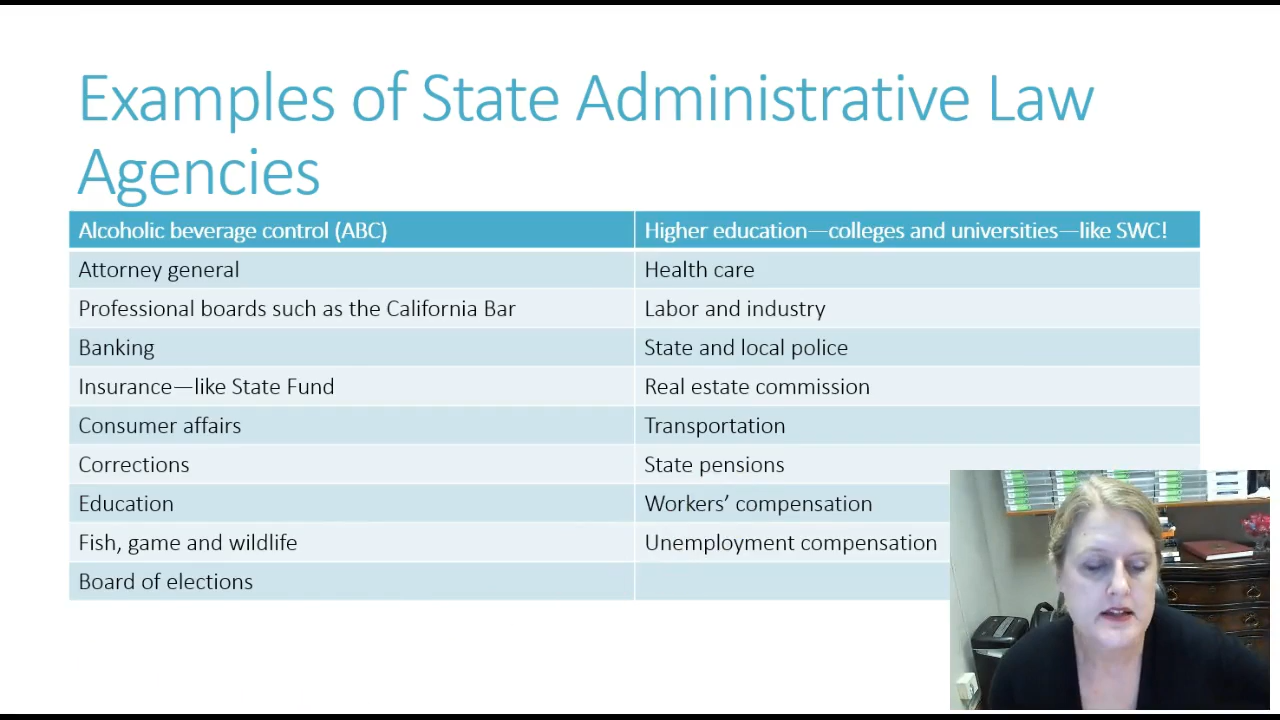 Examples of State Administrative Law
Agencies
Alcoholic beverage control (ABC)
Higher education—colleges and universities—like SWC!
Attorney general
Health care
Professional boards such as the California Bar
Labor and industry
Banking
State and local police
Insurance—like State Fund
Real estate commission
Consumer affairs
Transportation
Corrections
State pensions
Education
Workers’ compensation
Fish, game and wildlife
Unemployment compensation
Board of elections